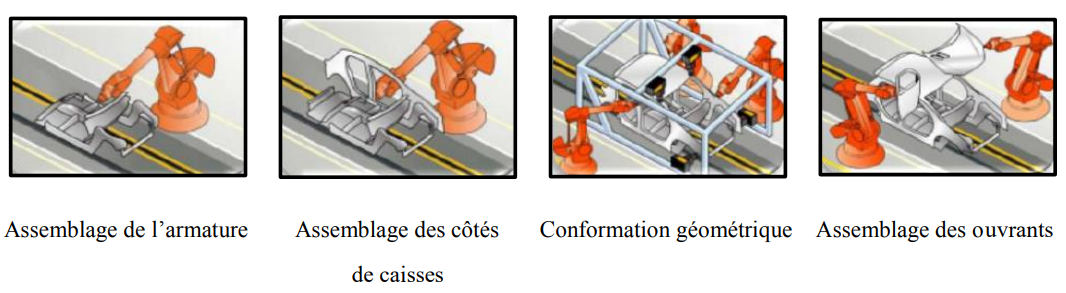 Assemblage de l’armature
Assemblage des côtés
de caisses
Conformation géométrique
Assemblage des ouvrants